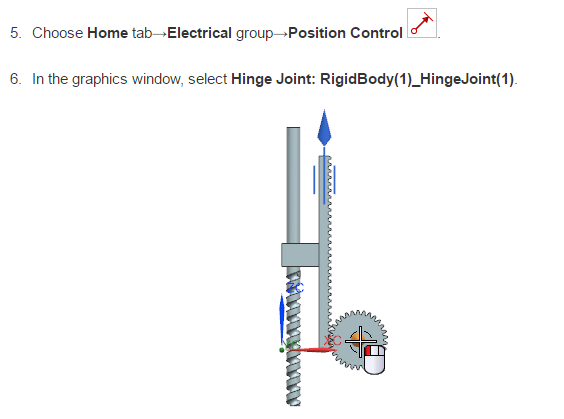 5. Choose Home tab→Electrical group→Position Control .
6. In the graphics window, select Hinge Joint: RigidBody(1)_HingeJoint(1).
ZC
XC